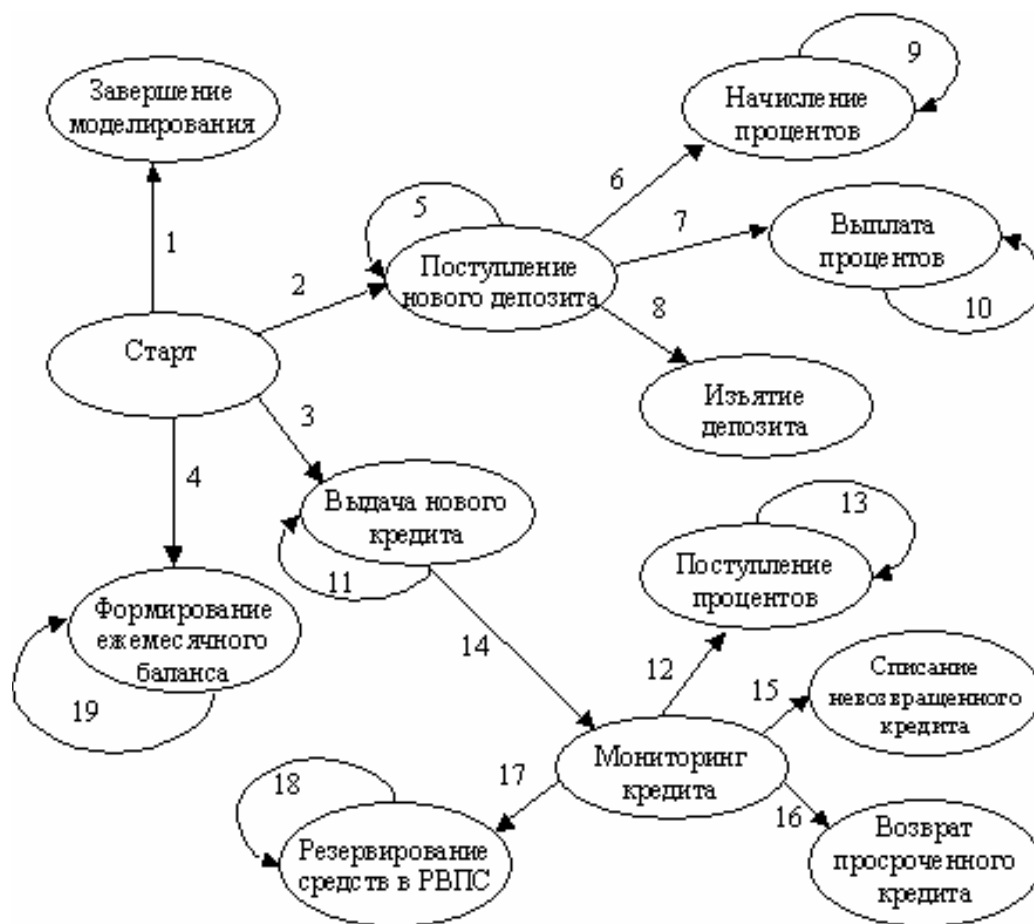 Завершение
моделирования
1
Старт
2
3
4
5
Поступление
нового депозита
6
7
8
Начисление
процентов
9
Выплата
процентов
10
Изьятие
депозита
Выдача нового
кредита
11
14
Поступление
процентов
13
12
15
Списание
невозвращенного
кредита
Мониторинг
кредита
16
Возврат
просроченного
кредита
17
18
Резервирование
средств в РВПС
Формирование
ежемесячного
баланса
19